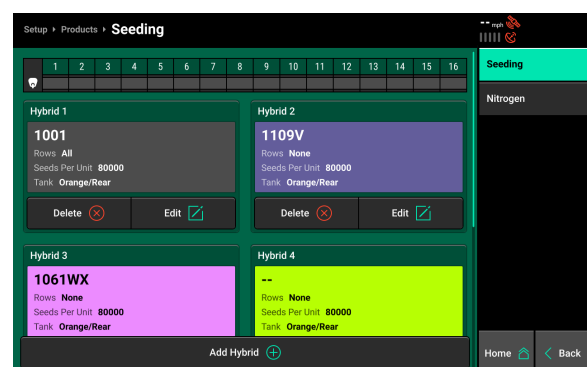 Setup › Products › Seeding
-- mph
1 2 3 4 5 6 7 8 9 10 11 12 13 14 15 16
Hybrid 1
1001
Rows All
Seeds Per Unit 80000
Tank Orange/Rear
Delete
Edit
Hybrid 2
1109V
Rows None
Seeds Per Unit 80000
Tank Orange/Rear
Delete
Edit
Hybrid 3
1061WX
Rows None
Seeds Per Unit 80000
Tank Orange/Rear
Hybrid 4
--
Rows None
Seeds Per Unit 80000
Tank Orange/Rear
Add Hybrid
Seeding
Nitrogen
Home
Back